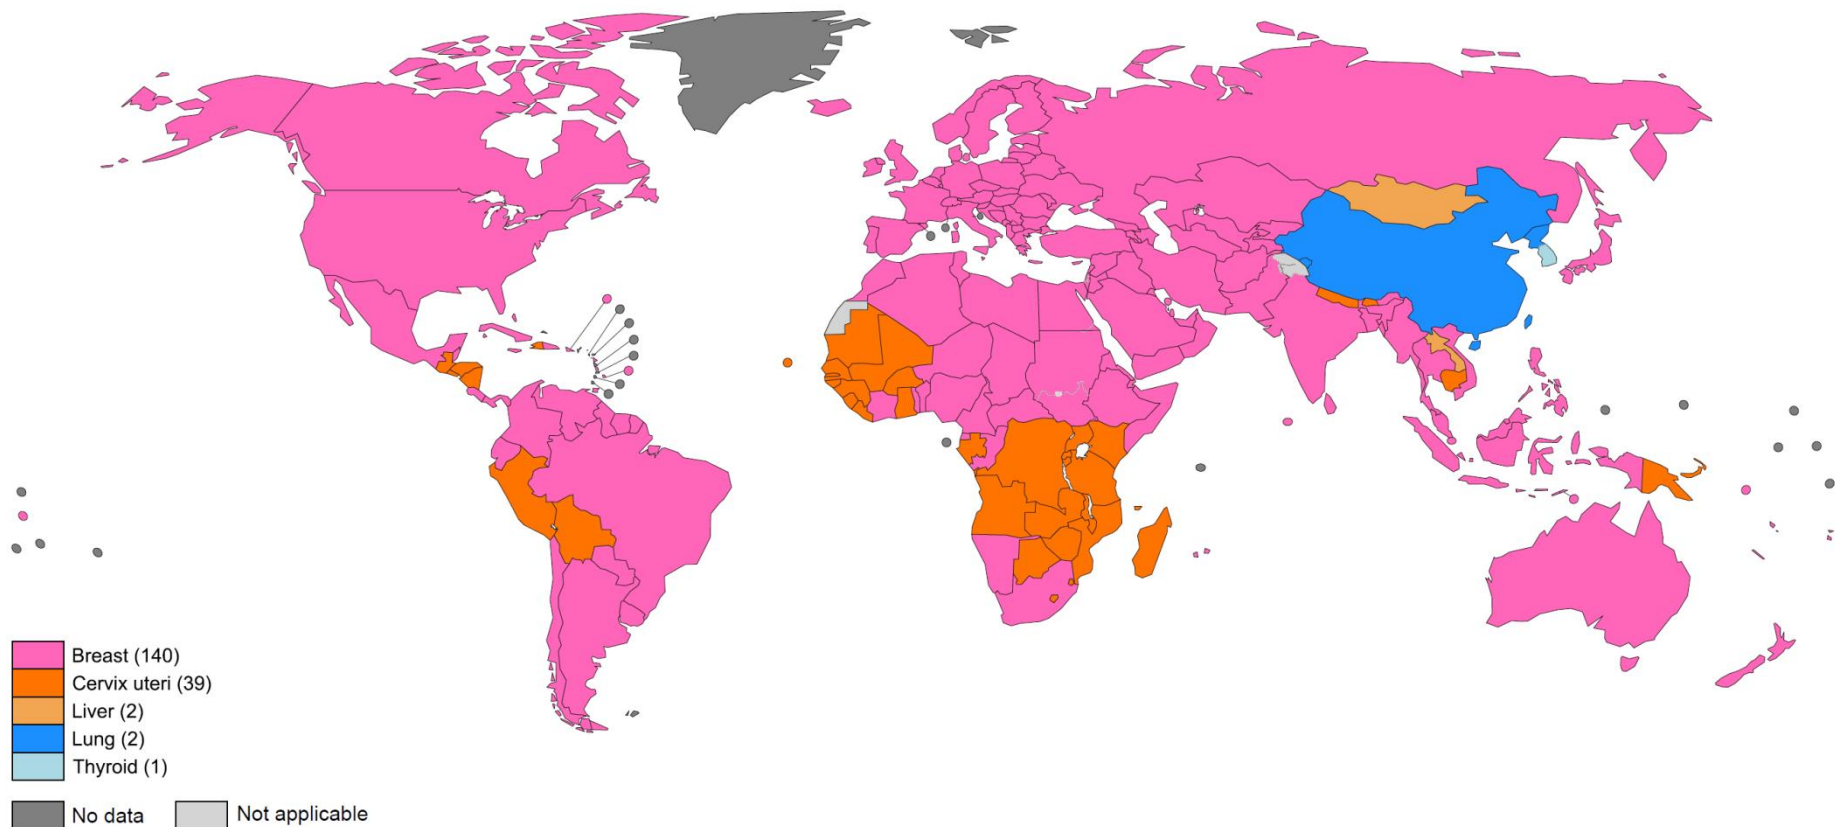 Breast (140)
Cervix uteri (39)
Liver (2)
Lung (2)
Thyroid (1)
No data
Not applicable